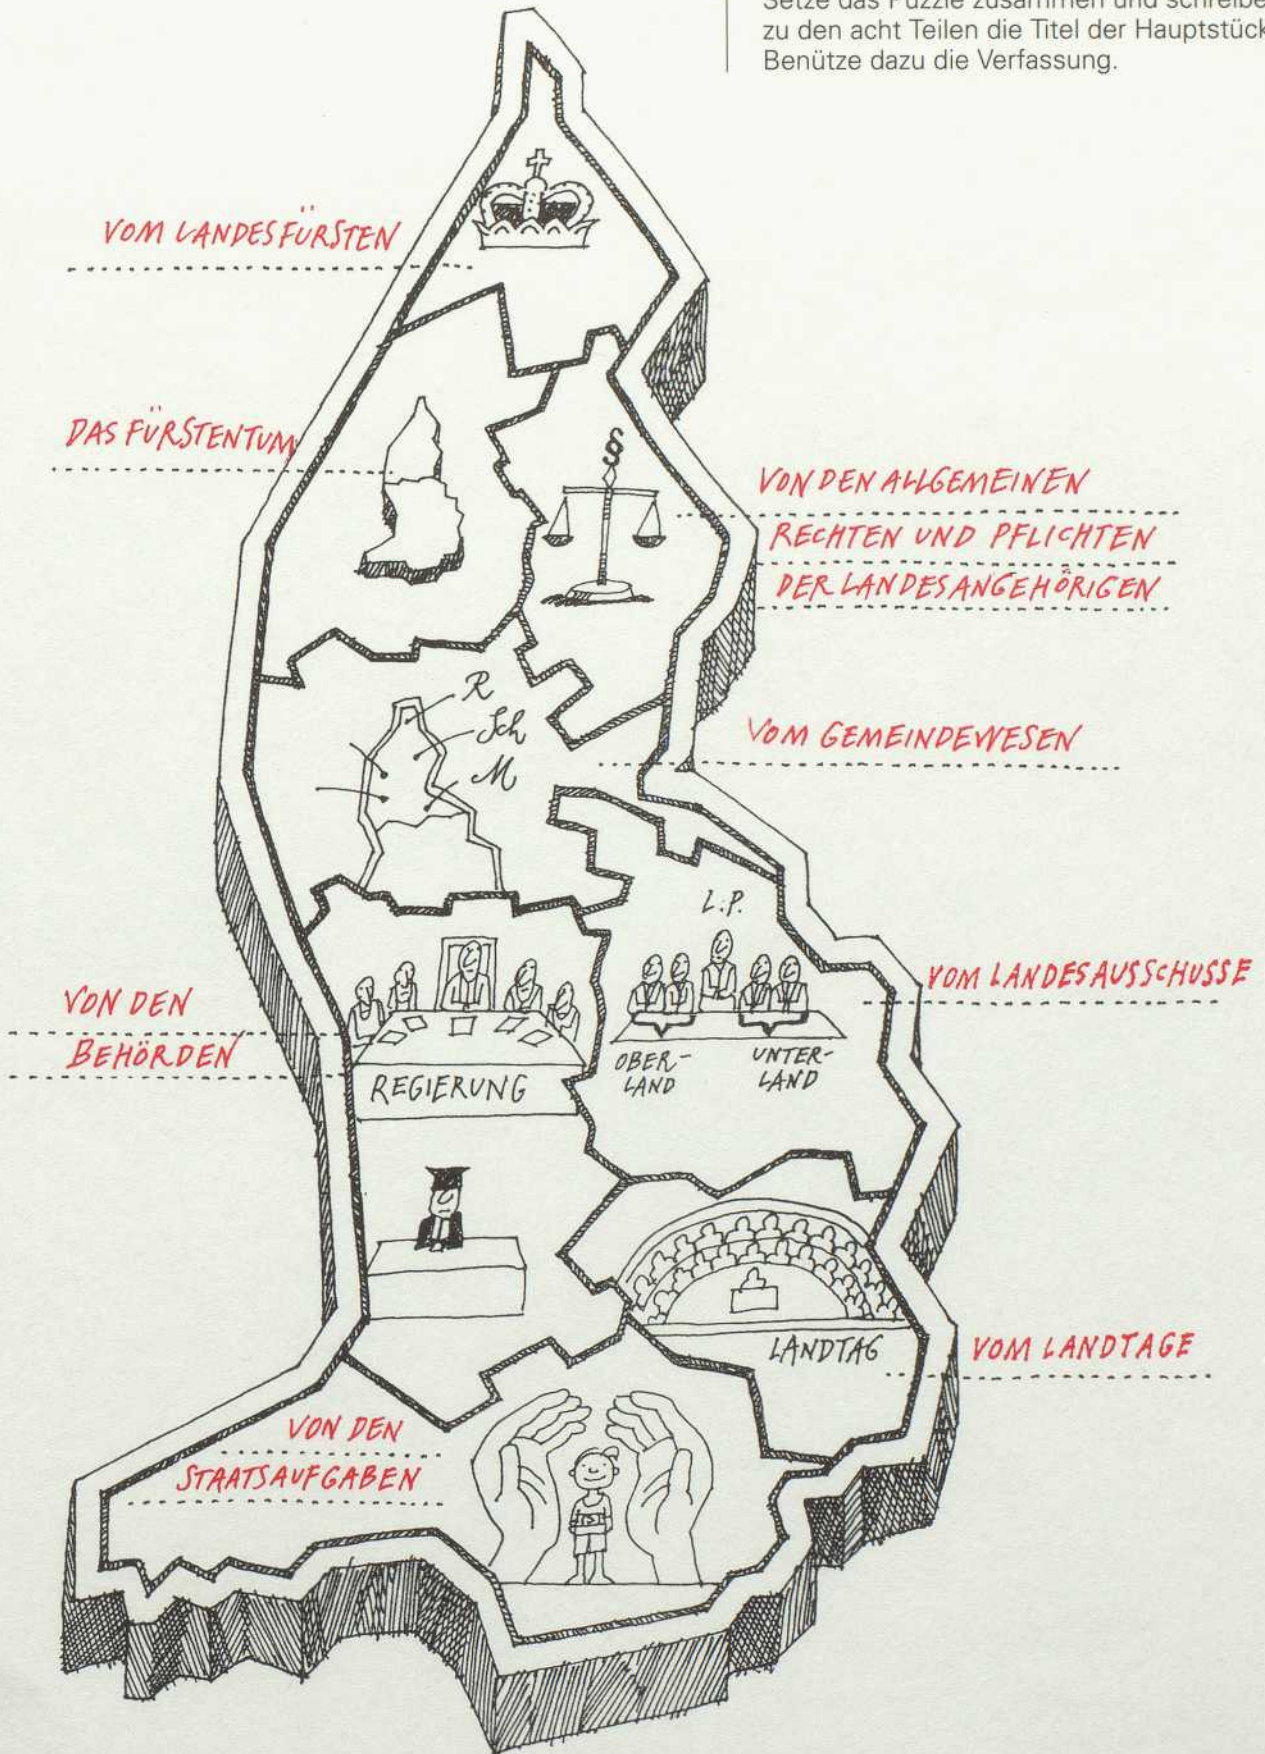 Setze das Puzzle zusammen und schreibe
zu den acht Teilen die Titel der Hauptstück
Benütze dazu die Verfassung.
VOM LANDESFÜRSTEN
DAS FÜRSTENTUM
§
VON DEN ALLGEMEINEN
RECHTEN UND PFLICHTEN
DER LANDESANGEHÖRIGEN
R
Sch
M
VOM GEMEINDEWESEN
L.P.
VON DEN
BEHÖRDEN
REGIERUNG
OBER-
LAND
UNTER-
LAND
VOM LANDESAUSSCHUSSE
LANDTAG
VOM LANDTAGE
VON DEN
STAATSAUFGABEN